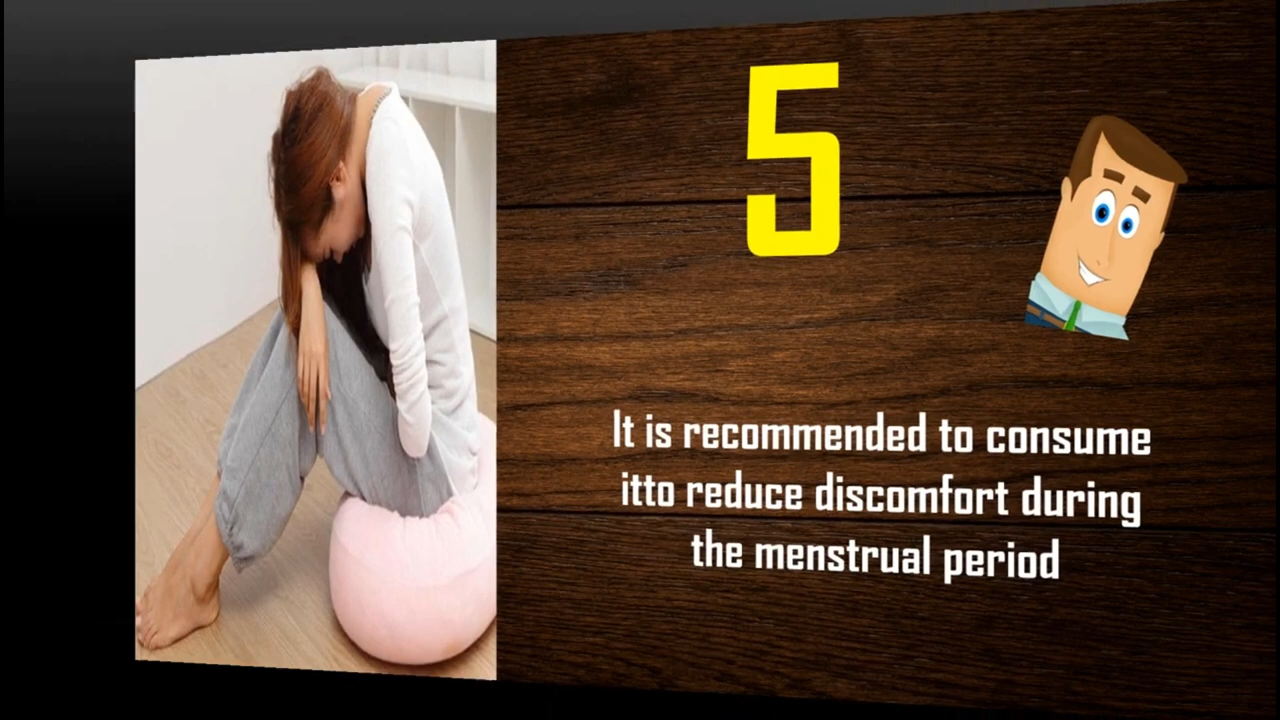 5
It is recommended to consume
itto reduce discomfort during
the menstrual period